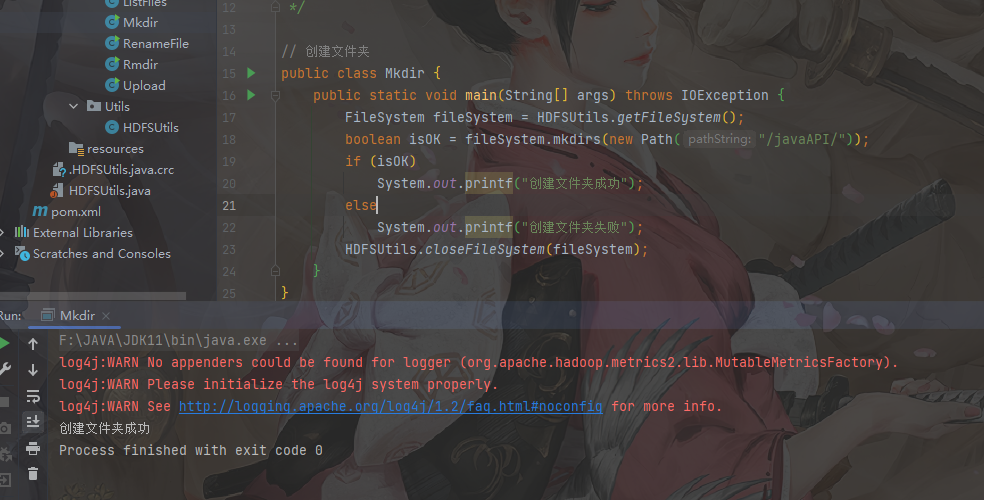 ListFiles
Mkdir
RenameFile
Rmdir
Upload
Utils
HDFSUtils
resources
.HDFSUtils.java.crc
HDFSUtils.java
pom.xml
External Libraries
Scratches and Consoles
12 */
13
14 // 创建文件夹
15 public class Mkdir {
16 public static void main(String[] args) throws IOException {
17 FileSystem fileSystem = HDFSUtils.getFileSystem();
18 boolean isOK = fileSystem.mkdirs(new Path( pathString: "/javaAPI/"));
19 if (isOK)
20 System.out.printf("创建文件夹成功");
21 else
22 System.out.printf("创建文件夹失败");
23 HDFSUtils.closeFileSystem(fileSystem);
24 }
25 }
Run: Mkdir ×
F:\JAVA\JDK11\bin\java.exe ...
log4j:WARN No appenders could be found for logger (org.apache.hadoop.metrics2.lib.MutableMetricsFactory).
log4j:WARN Please initialize the log4j system properly.
log4j:WARN See http://logging.apache.org/log4j/1.2/faq.html#noconfig for more info.
创建文件夹成功
Process finished with exit code 0